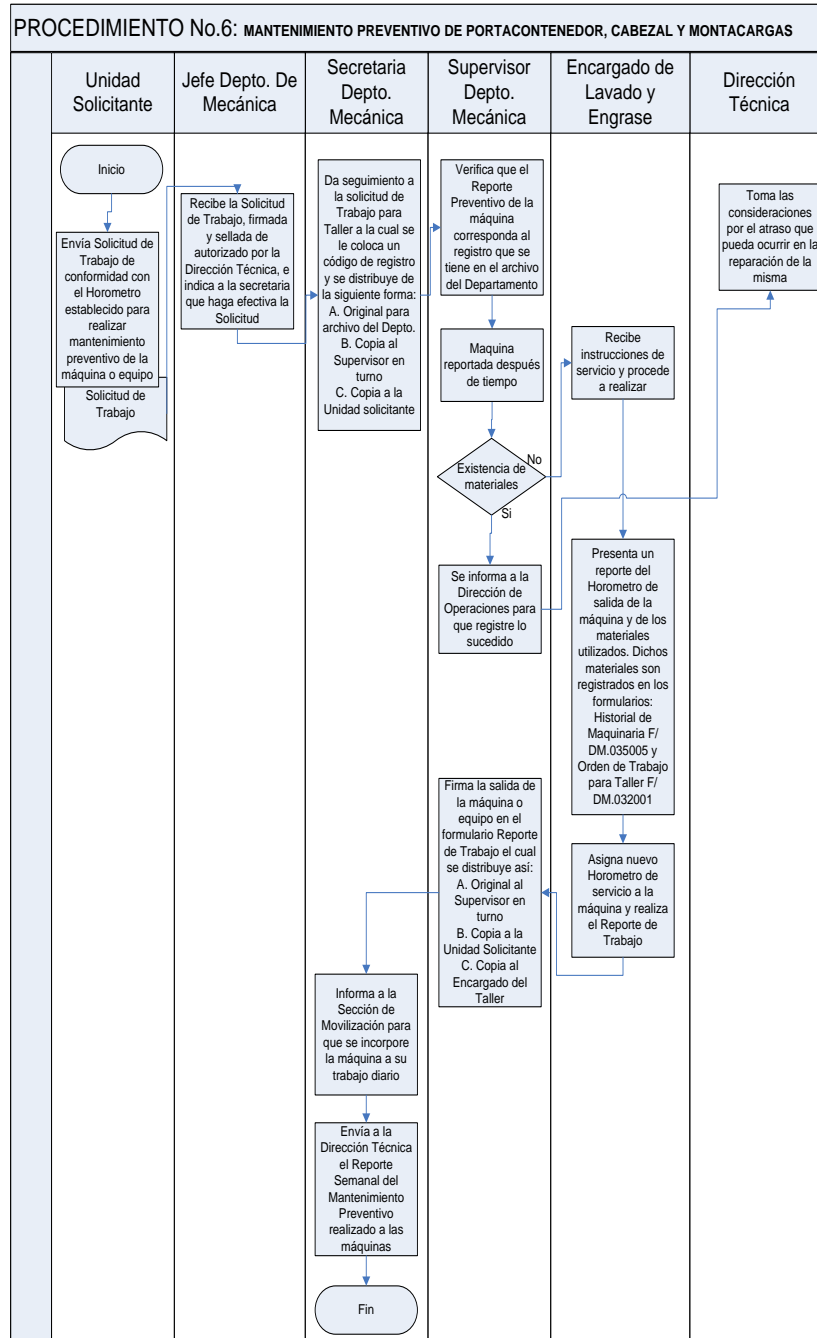 PROCEDIMIENTO No.6: MANTENIMIENTO PREVENTIVO DE PORTACONTENEDOR, CABEZAL Y MONTACARGAS
Unidad
Solicitante
Jefe Depto. De
Mecánica
Secretaria
Depto.
Mecánica
Supervisor
Depto.
Mecánica
Encargado de
Lavado y
Engrase
Dirección
Técnica
Inicio
Envía Solicitud de
Trabajo de
conformidad con
el Horometro
establecido para
realizar
mantenimiento
preventivo de la
máquina o equipo
Solicitud de
Trabajo
Recibe la Solicitud
de Trabajo, firmada
y sellada de
autorizado por la
Dirección Técnica, e
indica a la secretaria
que haga efectiva la
Solicitud
Da seguimiento a
la solicitud de
Trabajo para
Taller a la cual se
le coloca un
código de registro
y se distribuye de
la siguiente forma:
A. Original para
archivo del Depto.
B. Copia al
Supervisor en
turno
C. Copia a la
Unidad solicitante
Verifica que el
Reporte
Preventivo de la
máquina
corresponda al
registro que se
tiene en el archivo
del Departamento
Maquina
reportada después
de tiempo
Existencia de
materiales
No
Si
Se informa a la
Dirección de
Operaciones para
que registre lo
sucedido
Recibe
instrucciones de
servicio y procede
a realizar
Toma las
consideraciones
por el atraso que
pueda ocurrir en la
reparación de la
misma
Presenta un
reporte del
Horometro de
salida de la
máquina y de los
materiales
utilizados. Dichos
materiales son
registrados en los
formularios:
Historial de
Maquinaria F/
DM.035005 y
Orden de Trabajo
para Taller F/
DM.032001
Asigna nuevo
Horometro de
servicio a la
máquina y realiza
el Reporte de
Trabajo
Firma la salida de
la máquina o
equipo en el
formulario Reporte
de Trabajo el cual
se distribuye así:
A. Original al
Supervisor en
turno
B. Copia a la
Unidad Solicitante
C. Copia al
Encargado del
Taller
Informa a la
Sección de
Movilización para
que se incorpore
la máquina a su
trabajo diario
Envía a la
Dirección Técnica
el Reporte
Semanal del
Mantenimiento
Preventivo
realizado a las
máquinas
Fin